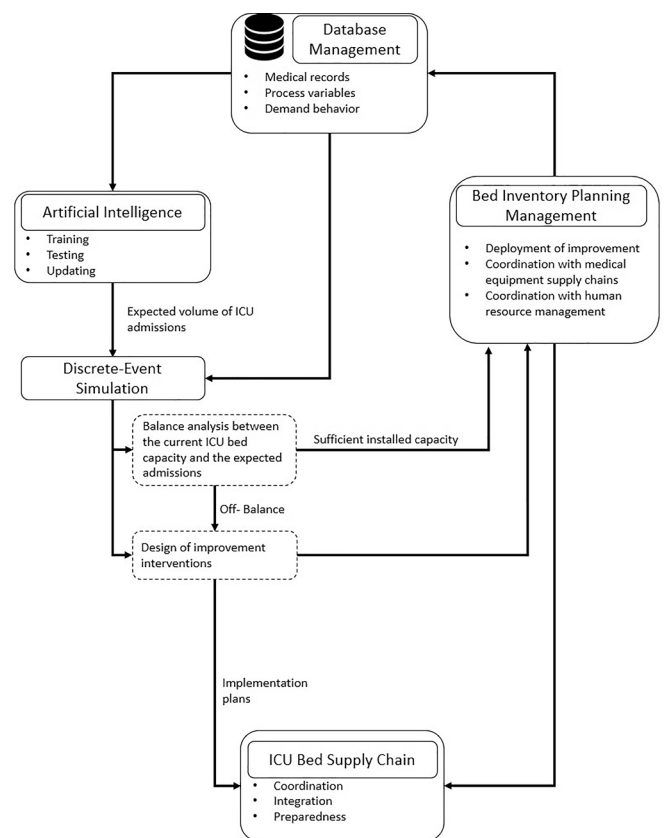 Database
Management
• Medical records
• Process variables
• Demand behavior
Artificial Intelligence
• Training
• Testing
• Updating
Bed Inventory Planning
Management
• Deployment of improvement
• Coordination with medical
equipment supply chains
• Coordination with human
resource management
Expected volume of ICU
admissions
Discrete-Event
Simulation
Balance analysis between
the current ICU bed
capacity and the expected
admissions
Sufficient installed capacity
Off- Balance
Design of improvement
interventions
Implementation
plans
ICU Bed Supply Chain
• Coordination
• Integration
• Preparedness